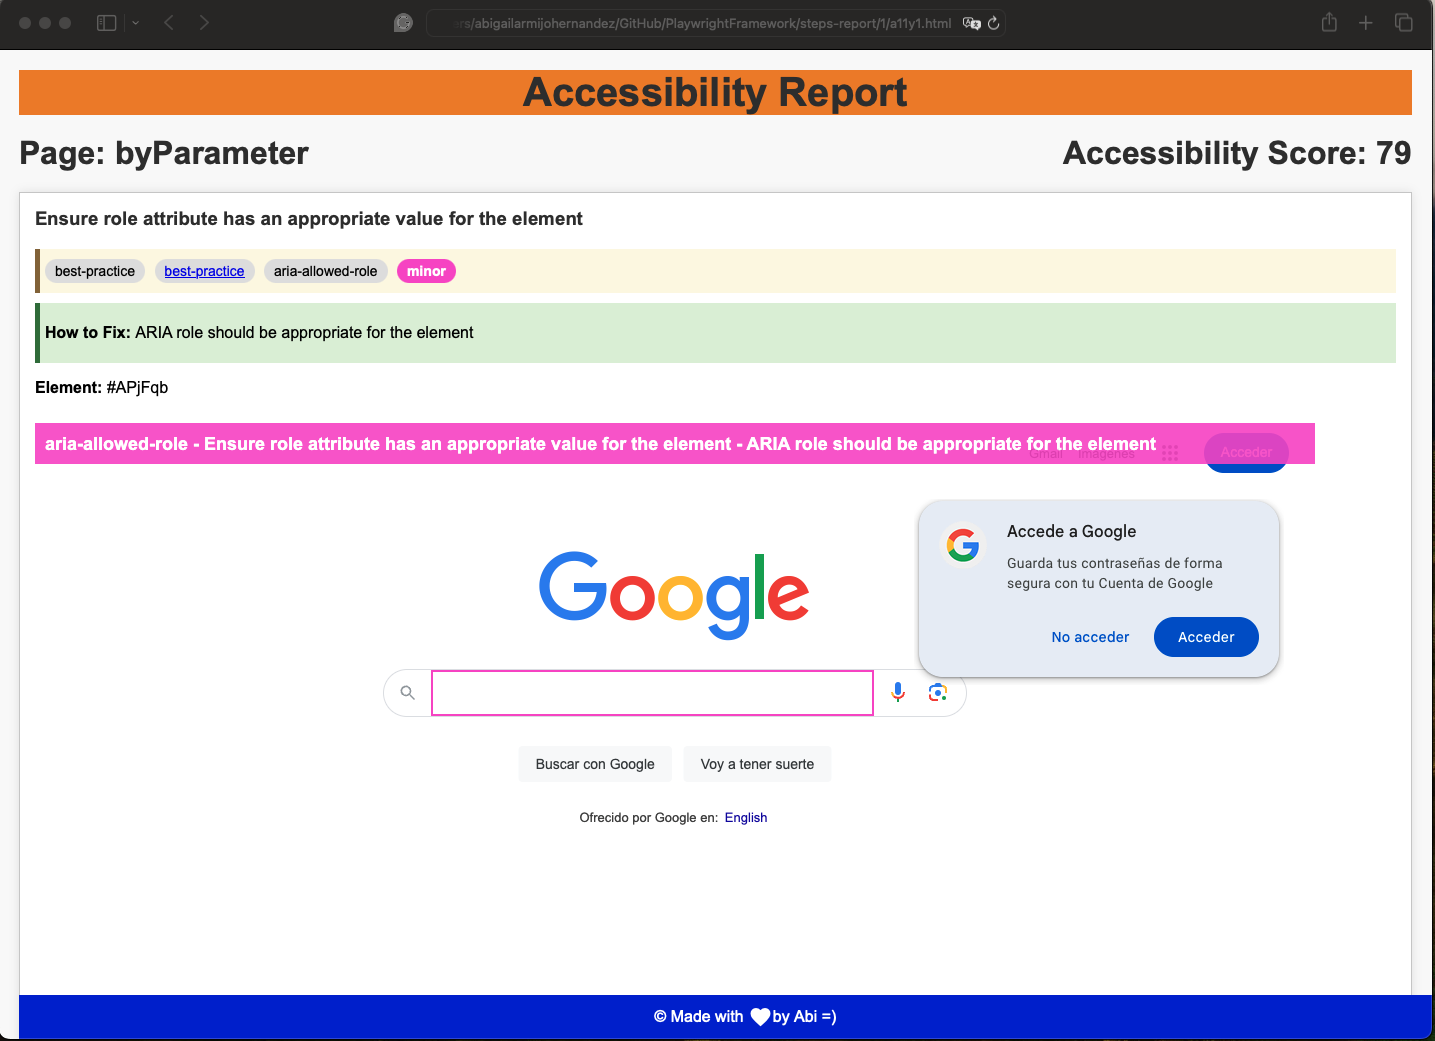 ars/abigailarmijohernandez/GitHub/PlaywrightFramework/steps-report/1/a11y1.html
Accessibility Report
Page: byParameter
Accessibility Score: 79
Ensure role attribute has an appropriate value for the element
best-practice best-practice aria-allowed-role minor
How to Fix: ARIA role should be appropriate for the element
Element: #APjFqb
aria-allowed-role - Ensure role attribute has an appropriate value for the element - ARIA role should be appropriate for the element
Gmail Imágenes Acceder
Google
Accede a Google
Guarda tus contraseñas de forma
segura con tu Cuenta de Google
No acceder Acceder
Buscar con Google Voy a tener suerte
Ofrecido por Google en: English
© Made with by Abi =)